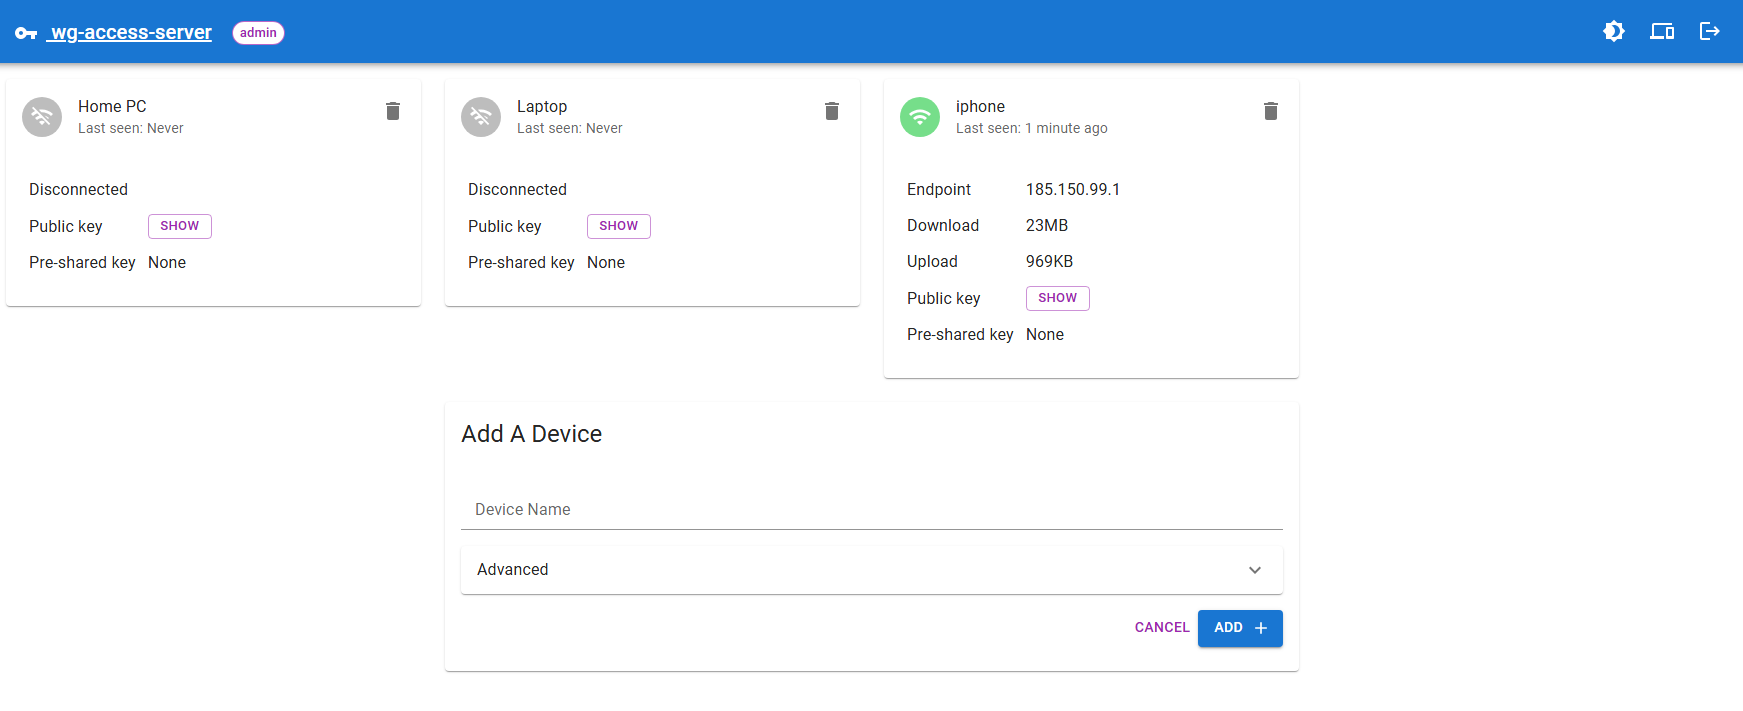 wg-access-server admin
Home PC
Last seen: Never
Disconnected
Public key SHOW
Pre-shared key None
Laptop
Last seen: Never
Disconnected
Public key SHOW
Pre-shared key None
iphone
Last seen: 1 minute ago
Endpoint 185.150.99.1
Download 23MB
Upload 969KB
Public key SHOW
Pre-shared key None
Add A Device
Device Name
Advanced
CANCEL ADD